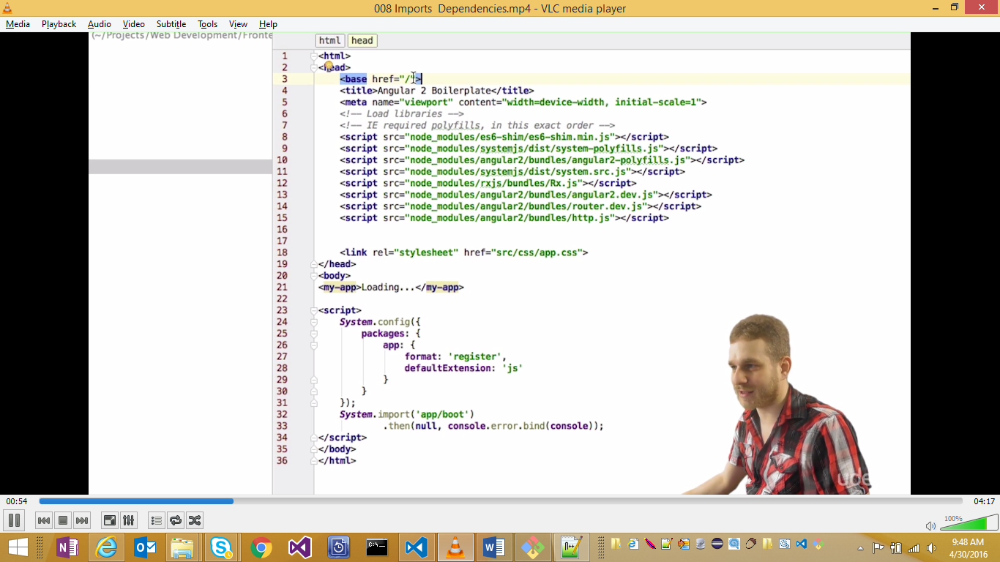 008 Imports  Dependencies.mp4 - VLC media player
Media Playback Audio Video Subtitle Tools View Help
(~/Projects/Web Development/Fronte
html head
1 <html>
2 <head>
3 <base href="/">
4 <title>Angular 2 Boilerplate</title>
5 <meta name="viewport" content="width=device-width, initial-scale=1">
6 <!-- Load libraries -->
7 <!-- IE required polyfills, in this exact order -->
8 <script src="node_modules/es6-shim/es6-shim.min.js"></script>
9 <script src="node_modules/systemjs/dist/system-polyfills.js"></script>
10 <script src="node_modules/angular2/bundles/angular2-polyfills.js"></script>
11 <script src="node_modules/systemjs/dist/system.src.js"></script>
12 <script src="node_modules/rxjs/bundles/Rx.js"></script>
13 <script src="node_modules/angular2/bundles/angular2.dev.js"></script>
14 <script src="node_modules/angular2/bundles/router.dev.js"></script>
15 <script src="node_modules/angular2/bundles/http.js"></script>
16
17
18 <link rel="stylesheet" href="src/css/app.css">
19 </head>
20 <body>
21 <my-app>Loading...</my-app>
22
23 <script>
24 System.config({
25 packages: {
26 app: {
27 format: 'register',
28 defaultExtension: 'js'
29 }
30 }
31 });
32 System.import('app/boot')
33 .then(null, console.error.bind(console));
34 </script>
35 </body>
36 </html>
ude
00:54 04:17
100%
9:48 AM
4/30/2016